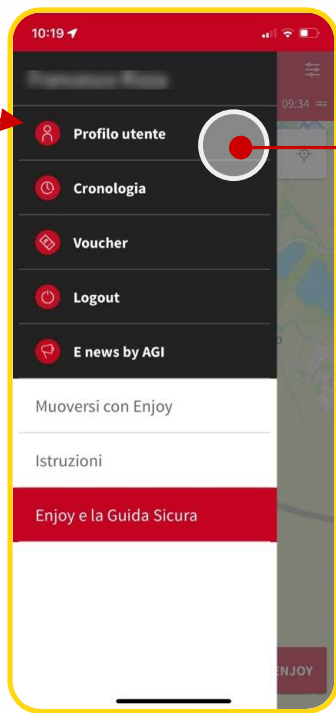 10:19
09:34
Profilo utente
Cronologia
Voucher
Logout
E news by AGI
Muoversi con Enjoy
Istruzioni
Enjoy e la Guida Sicura
NJOY